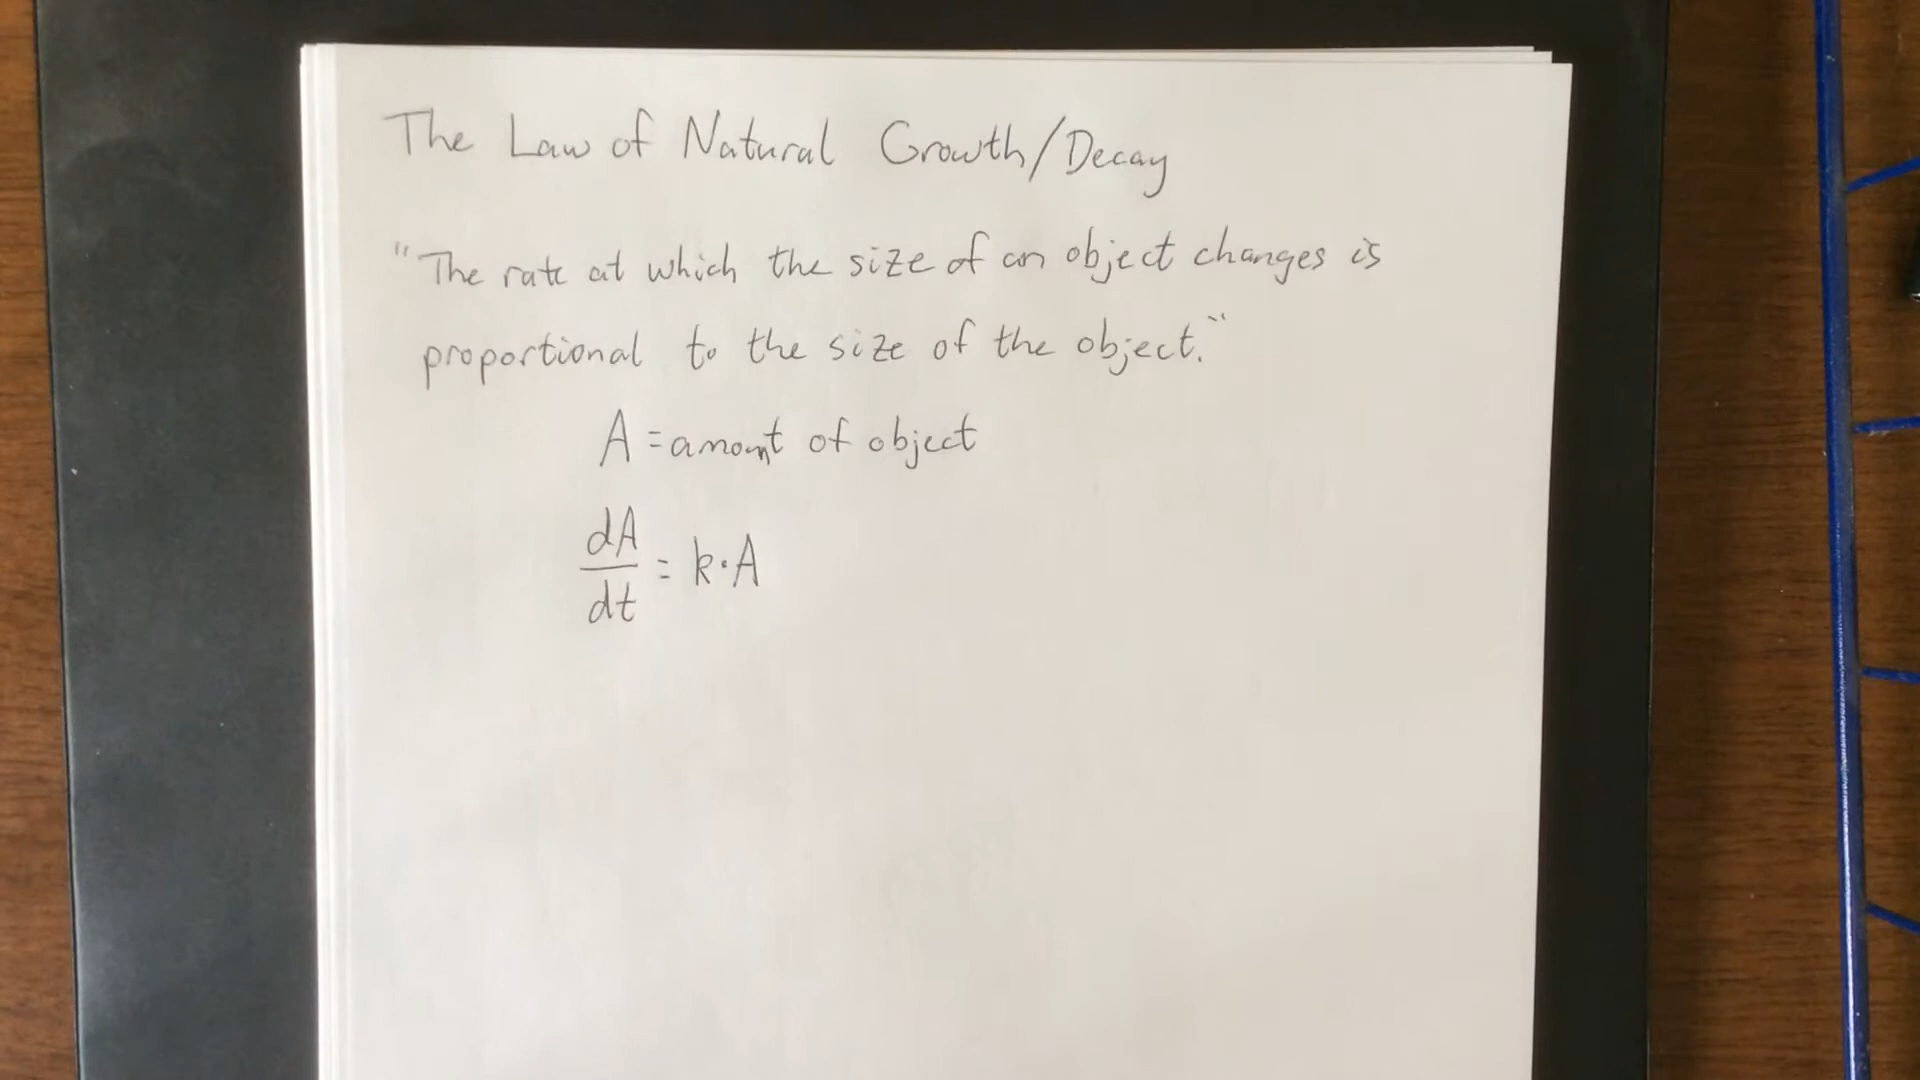 The Law of Natural Growth/Decay
"The rate at which the size of an object changes is
proportional to the size of the object."
A = amount of object
dA/dt = k·A